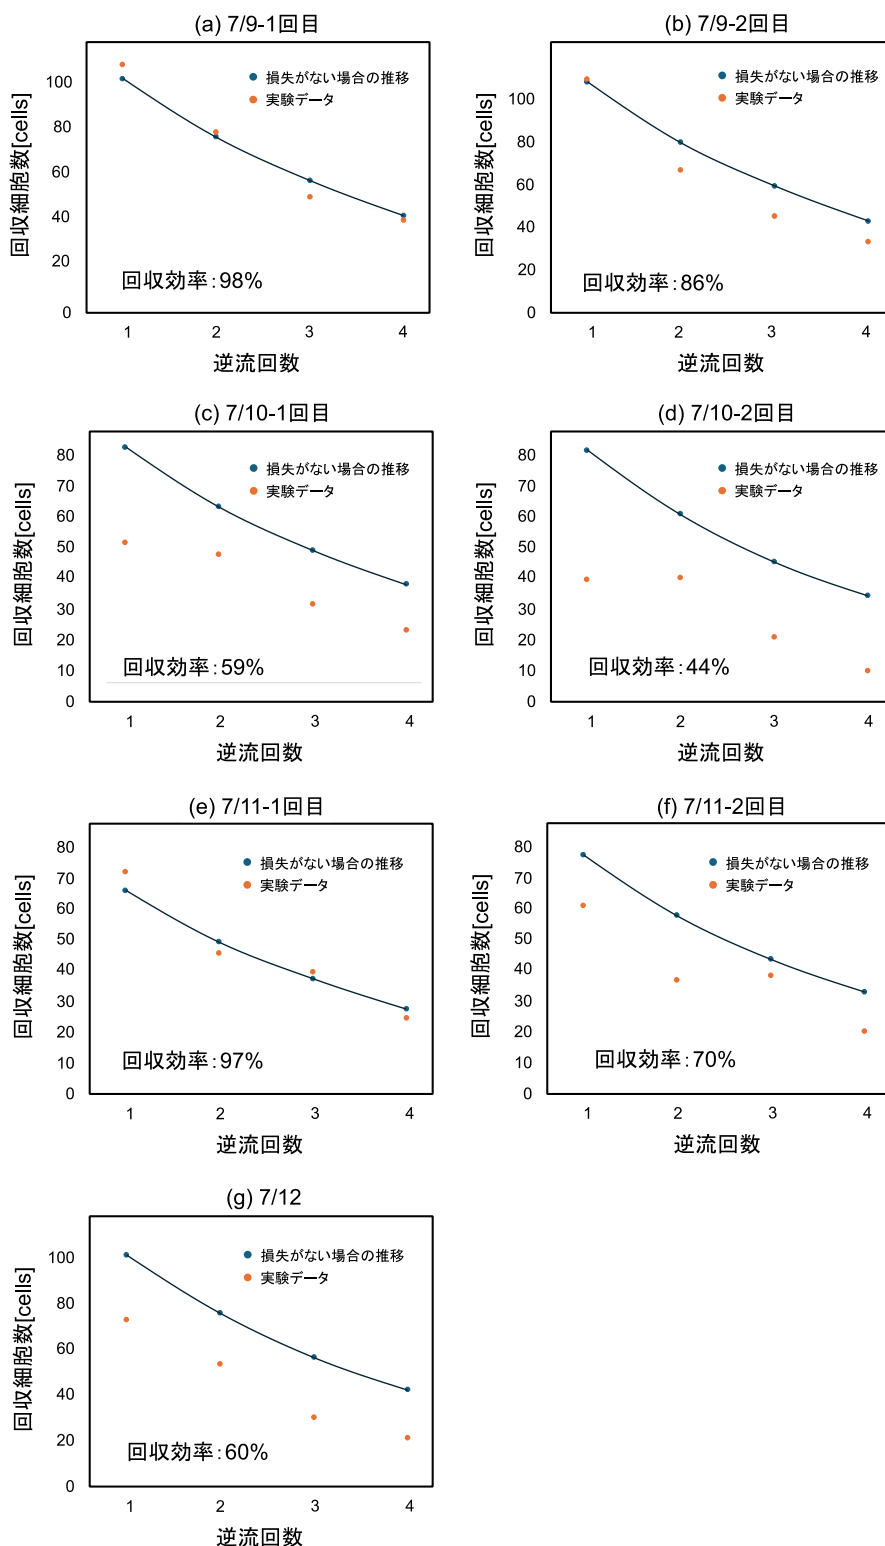 (a) 7/9-1回目
回収細胞数[cells]
100
80
60
40
20
0
損失がない場合の推移
実験データ
回収効率:98%
1 2 3 4
逆流回数
(b) 7/9-2回目
回収細胞数[cells]
100
80
60
40
20
0
損失がない場合の推移
実験データ
回収効率:86%
1 2 3 4
逆流回数
(c) 7/10-1回目
回収細胞数[cells]
80
70
60
50
40
30
20
10
0
損失がない場合の推移
実験データ
回収効率:59%
1 2 3 4
逆流回数
(d) 7/10-2回目
回収細胞数[cells]
80
70
60
50
40
30
20
10
0
損失がない場合の推移
実験データ
回収効率:44%
1 2 3 4
逆流回数
(e) 7/11-1回目
回収細胞数[cells]
80
70
60
50
40
30
20
10
0
損失がない場合の推移
実験データ
回収効率:97%
1 2 3 4
逆流回数
(f) 7/11-2回目
回収細胞数[cells]
80
70
60
50
40
30
20
10
0
損失がない場合の推移
実験データ
回収効率:70%
1 2 3 4
逆流回数
(g) 7/12
回収細胞数[cells]
100
80
60
40
20
0
損失がない場合の推移
実験データ
回収効率:60%
1 2 3 4
逆流回数